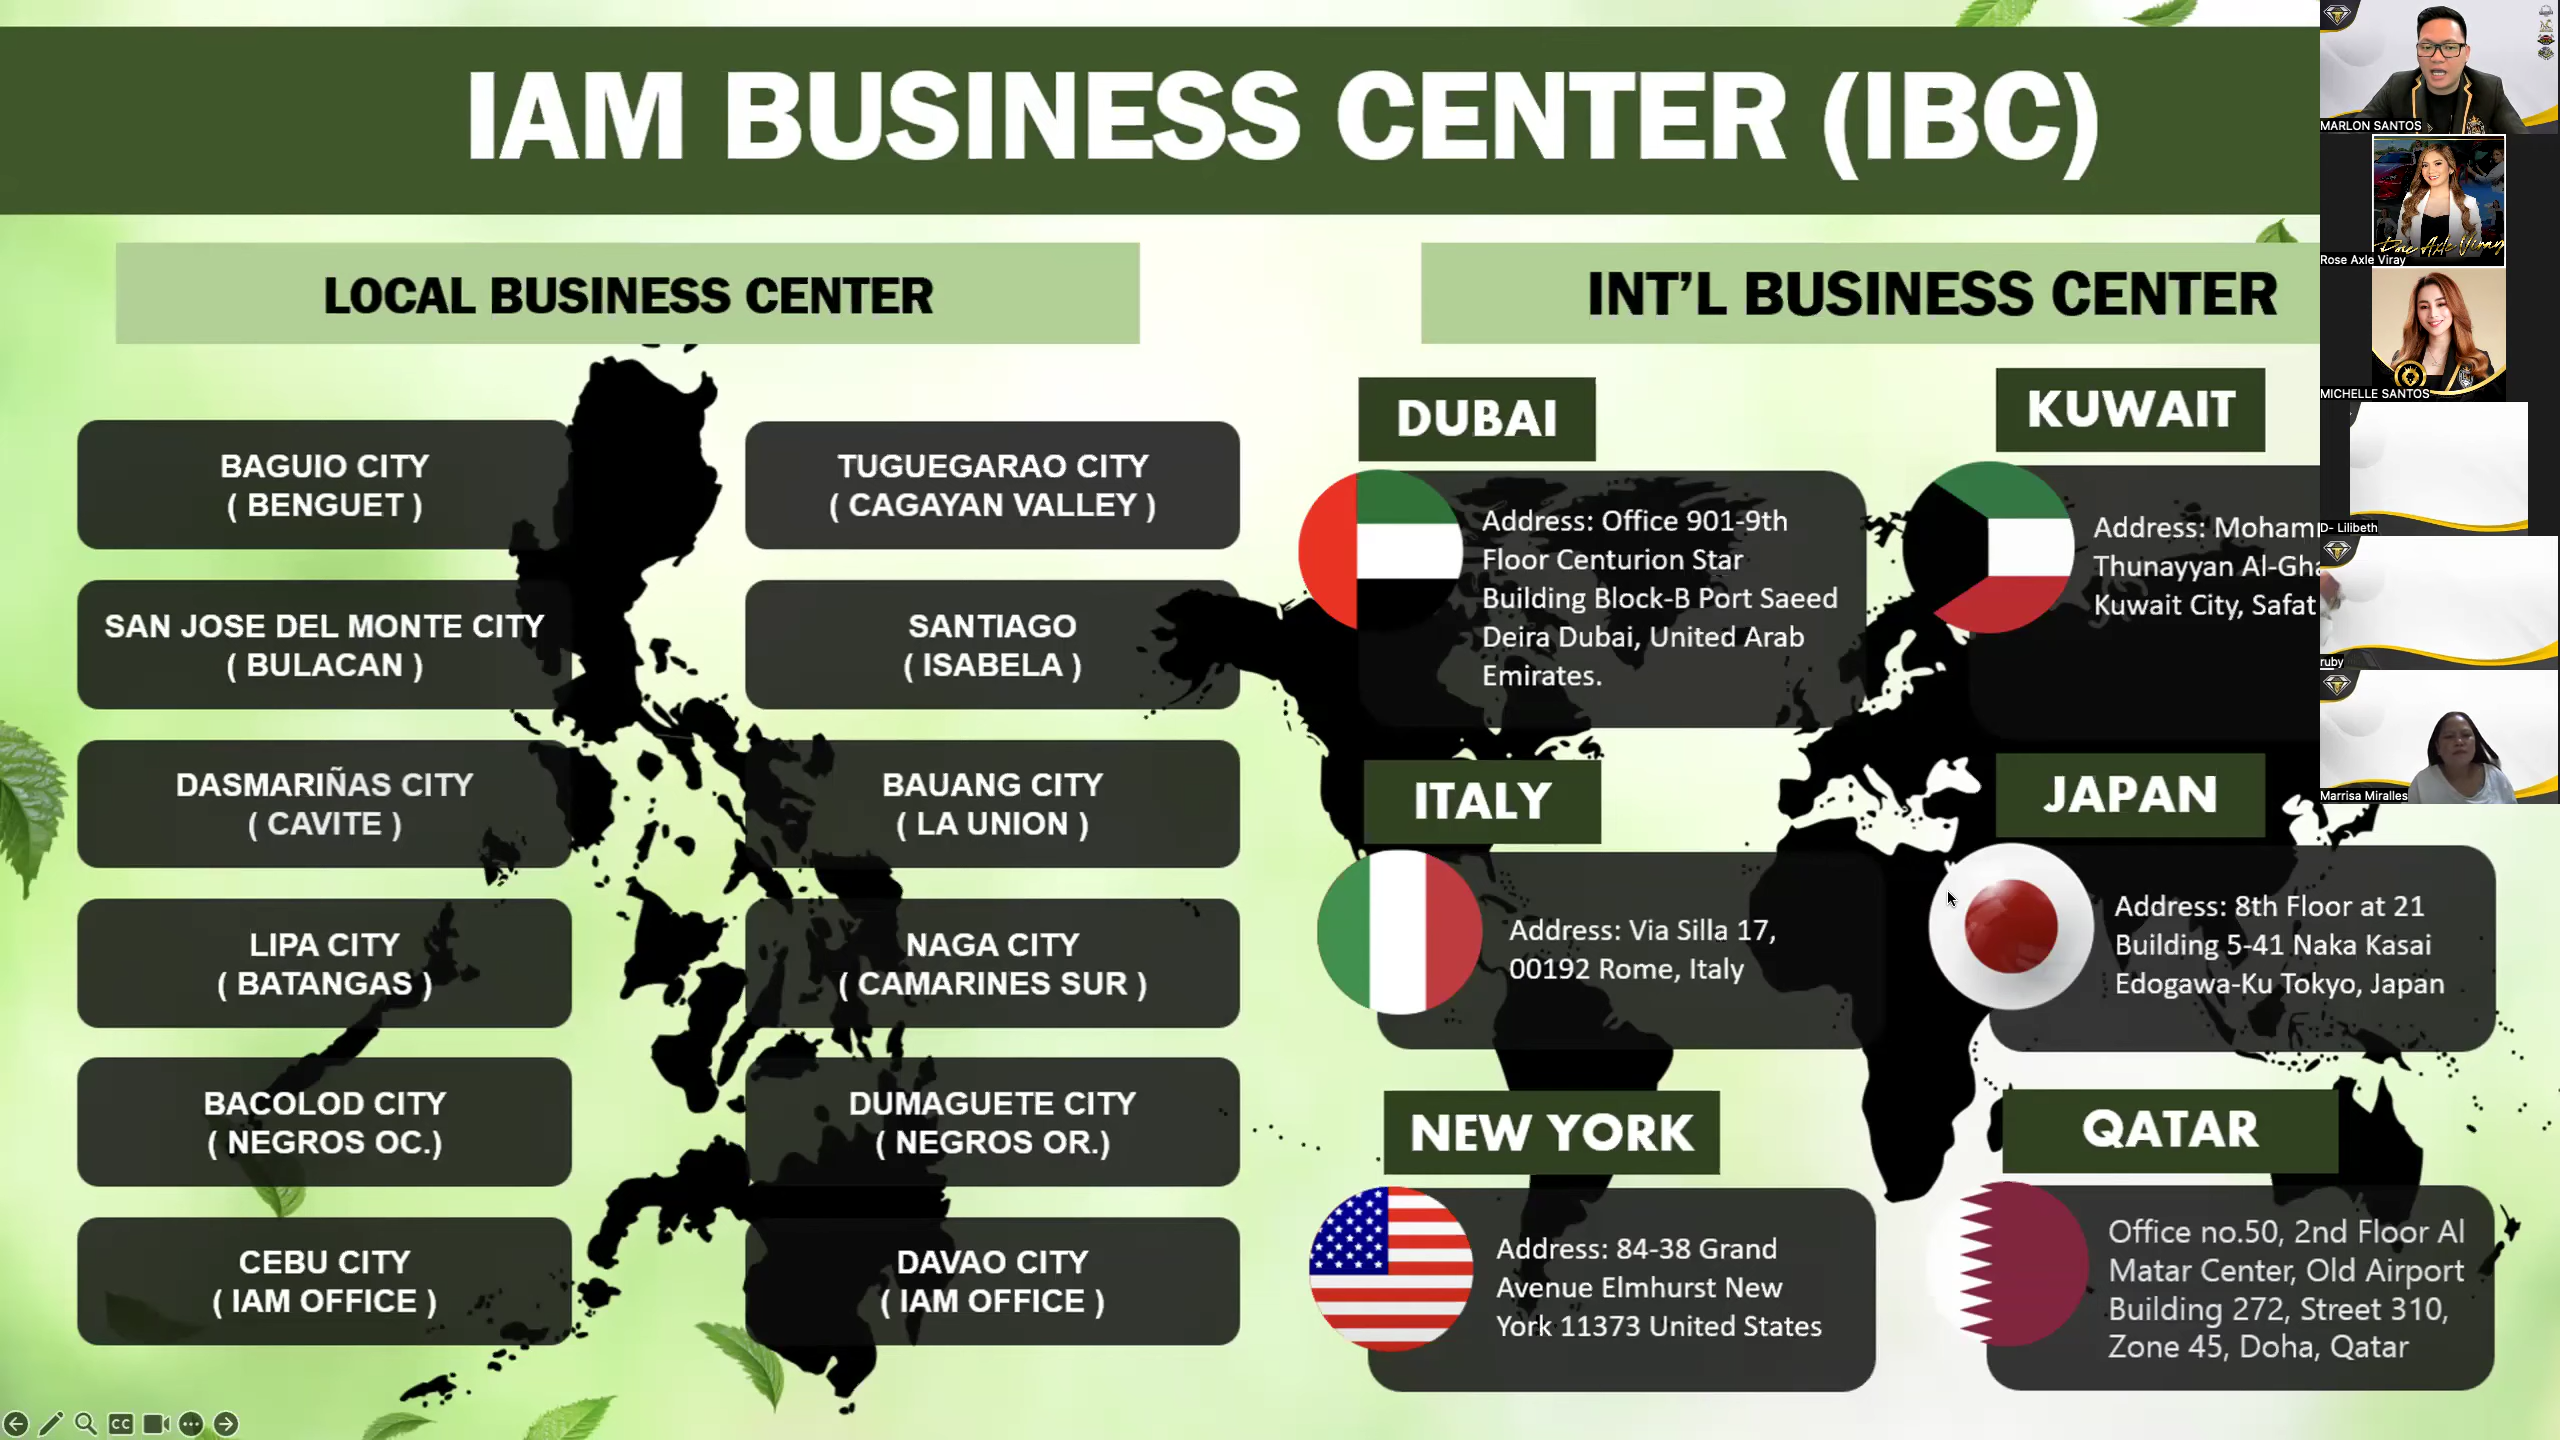 IAM BUSINESS CENTER (IBC)
LOCAL BUSINESS CENTER
BAGUIO CITY
( BENGUET )
TUGUEGARAO CITY
( CAGAYAN VALLEY )
SAN JOSE DEL MONTE CITY
( BULACAN )
SANTIAGO
( ISABELA )
DASMARIÑAS CITY
( CAVITE )
BAUANG CITY
( LA UNION )
LIPA CITY
( BATANGAS )
NAGA CITY
( CAMARINES SUR )
BACOLOD CITY
( NEGROS OC.)
DUMAGUETE CITY
( NEGROS OR.)
CEBU CITY
( IAM OFFICE )
DAVAO CITY
( IAM OFFICE )
INT'L BUSINESS CENTER
DUBAI
Address: Office 901-9th
Floor Centurion Star
Building Block-B Port Saeed
Deira Dubai, United Arab
Emirates.
KUWAIT
Address:
Thunayyan
Kuwait City, Safat
ITALY
Address: Via Silla 17,
00192 Rome, Italy
JAPAN
Address: 8th Floor at 21
Building 5-41 Naka Kasai
Edogawa-Ku Tokyo, Japan
NEW YORK
Address: 84-38 Grand
Avenue Elmhurst New
York 11373 United States
QATAR
Office no.50, 2nd Floor Al
Matar Center, Old Airport
Building 272, Street 310,
Zone 45, Doha, Qatar
CC
MARLON SANTOS
Rose Axle Viray
Rose Axle Viray
MICHELLE SANTOS
D- Lilibeth
ruby
Marrisa Miralles